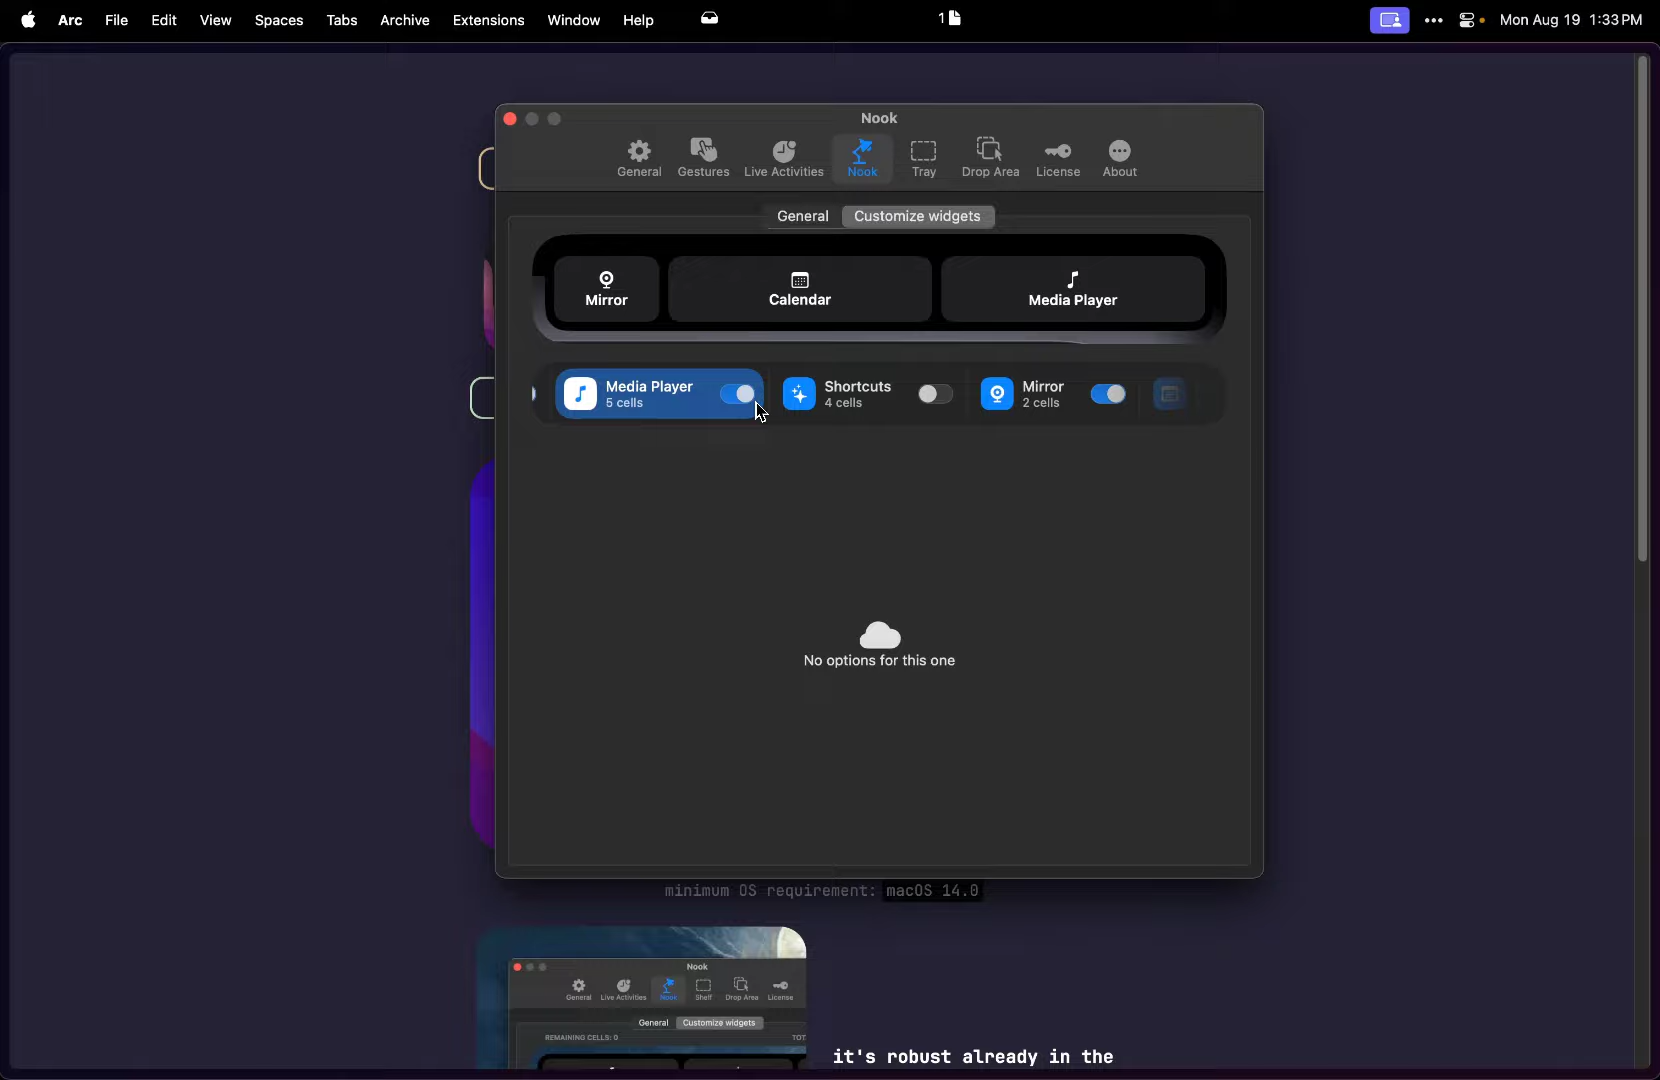 Arc File Edit View Spaces Tabs Archive Extensions Window Help 1 Mon Aug 19 1:33 PM
Nook
General Gestures Live Activities Nook Tray Drop Area License About
General Customize widgets
Mirror Calendar Media Player
Media Player Shortcuts Mirror
5 cells 4 cells 2 cells
No options for this one
minimum OS requirement: macOS 14.0
Nook
General Live Activities Nook Shelf Drop Area License
General Customize widgets
REMAINING CELLS: 0 TOT
it's robust already in the